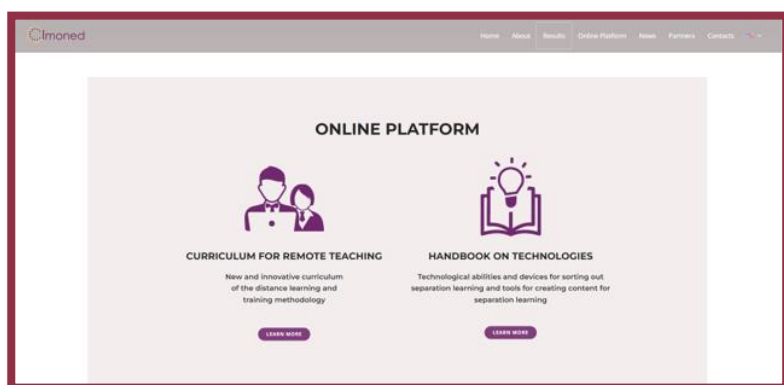 Imoned
Home About Results Online Platform News Partners Contacts
ONLINE PLATFORM
CURRICULUM FOR REMOTE TEACHING
New and innovative curriculum
of the distance learning and
training methodology
LEARN MORE
HANDBOOK ON TECHNOLOGIES
Technological abilities and devices for sorting out
separation learning and tools for creating content for
separation learning
LEARN MORE